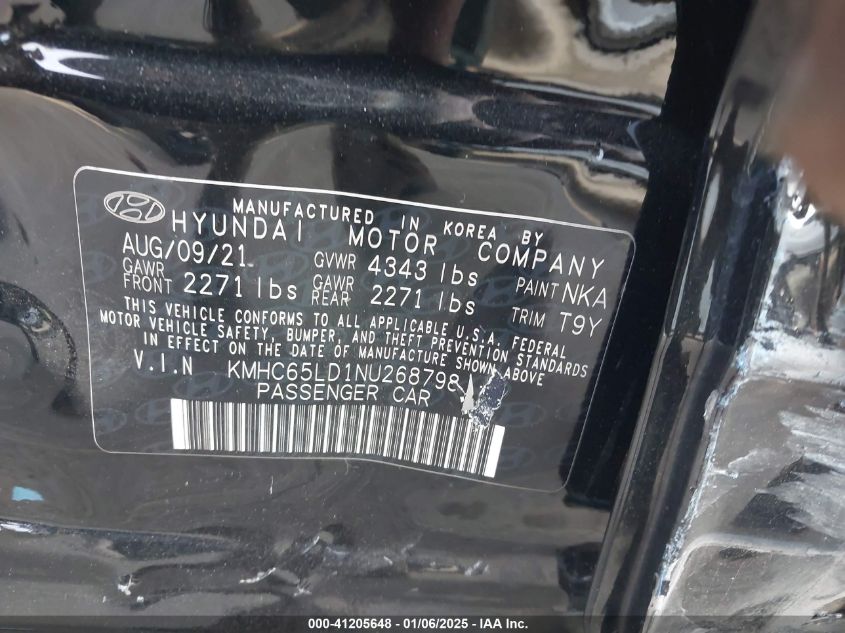 MANUFACTURED IN KOREA BY
HYUNDAI MOTOR COMPANY
AUG/09/21 GVWR 4343 lbs PAINT NKA
GAWR FRONT 2271 lbs GAWR REAR 2271 lbs TRIM T9Y
THIS VEHICLE CONFORMS TO ALL APPLICABLE U.S.A. FEDERAL
MOTOR VEHICLE SAFETY, BUMPER, AND THEFT PREVENTION STANDARDS
IN EFFECT ON THE DATE OF MANUFACTURE SHOWN ABOVE.
V.I.N KMHC65LD1NU268798
PASSENGER CAR
000-41205648 - 01/06/2025 - IAA Inc.